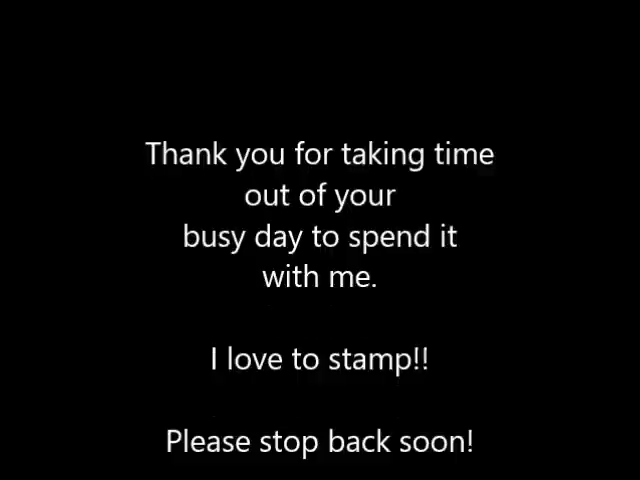 Thank you for taking time
out of your
busy day to spend it
with me.
I love to stamp!!
Please stop back soon!